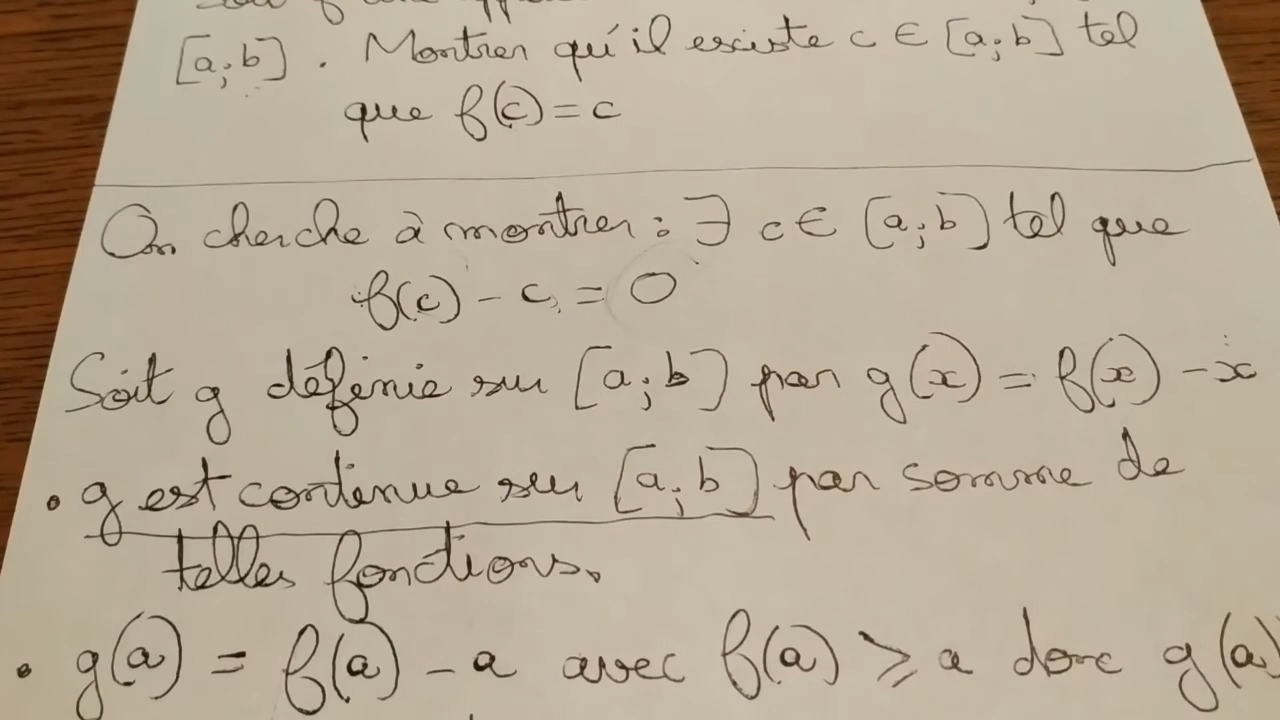 [a;b]. Montrer qu'il existe c ∈ [a;b] tel
que f(c) = c
On cherche à montrer : ∃ c ∈ [a;b] tel que
f(c) - c = 0
Soit g définie sur [a;b] par g(x) = f(x) - x
• g est continue sur [a;b] par somme de
telles fonctions.
• g(a) = f(a) - a avec f(a) ⩾ a donc g(a)